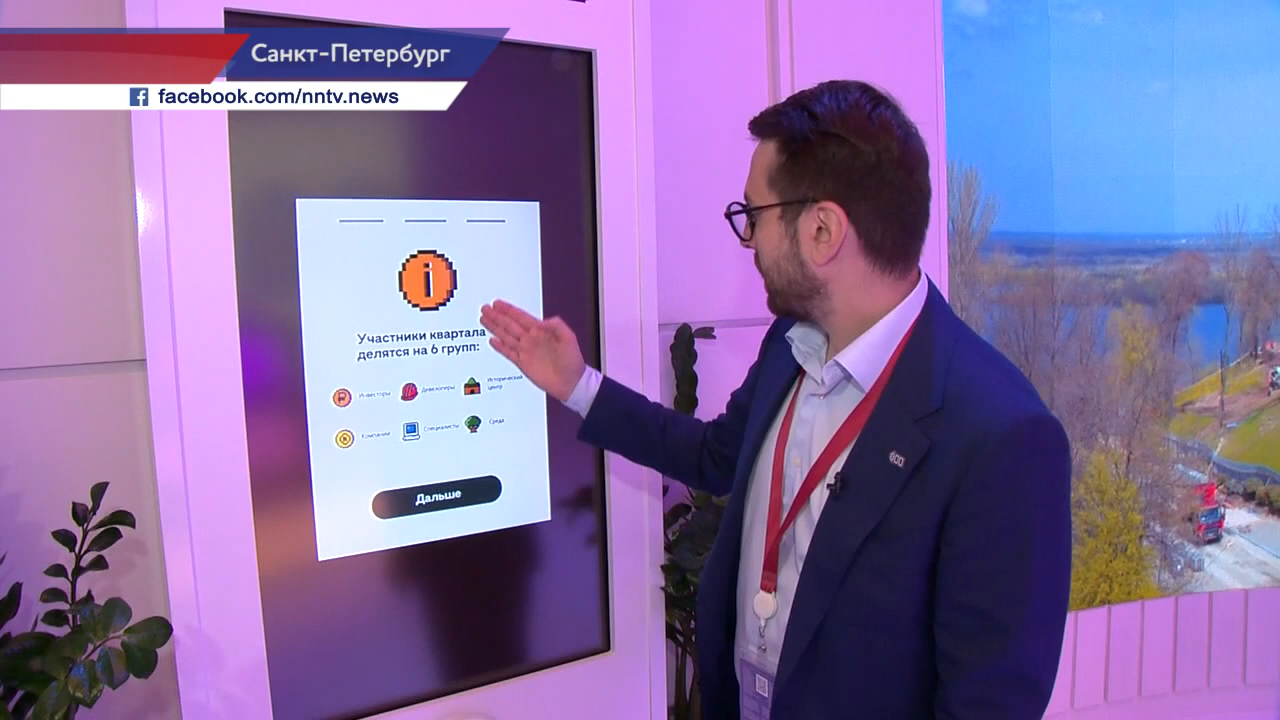 Санкт-Петербург
facebook.com/nntv.news
Участники квартала
делятся на 6 групп:
Инвесторы
Девелоперы
Исторический
центр
Компании
Специалисты
Среда
Дальше